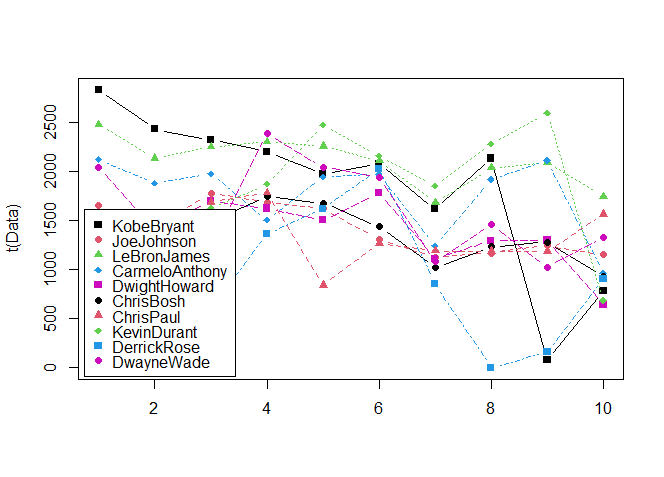 t(Data)
2500
2000
1500
1000
500
0
KobeBryant
JoeJohnson
LeBronJames
CarmeloAnthony
DwightHoward
ChrisBosh
ChrisPaul
KevinDurant
DerrickRose
DwayneWade
2 4 6 8 10